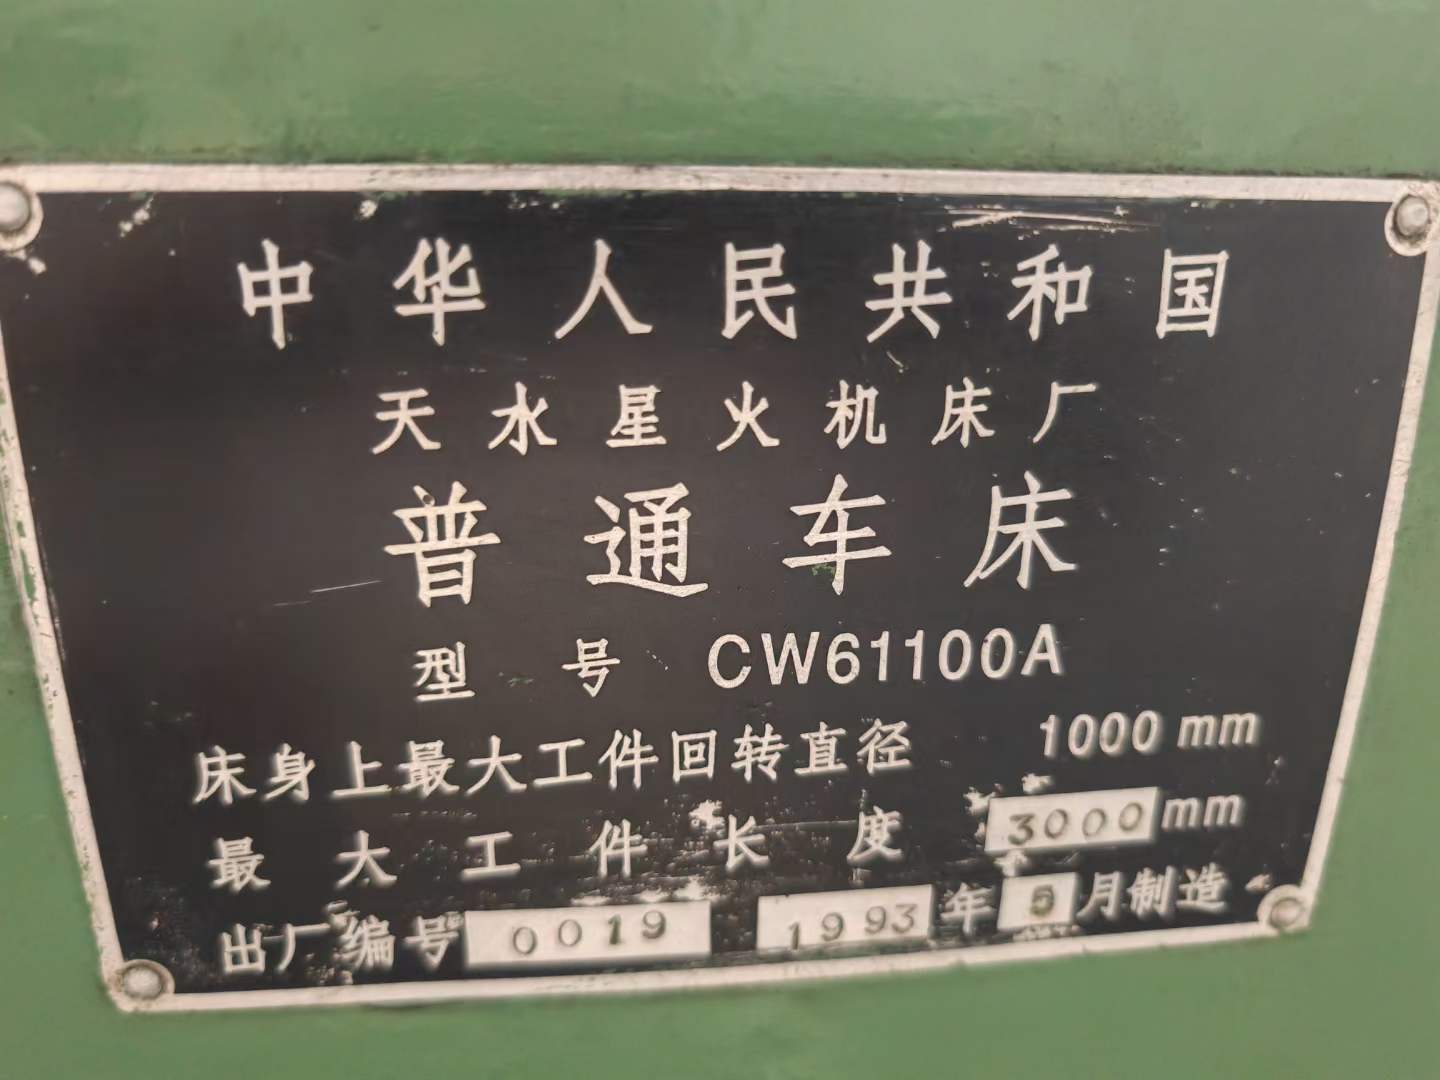 中华人民共和国
天水星火机床厂
普通车床
型号 CW61100A
床身上最大工件回转直径 1000 mm
最大工件长度 3000 mm
出厂编号 0019 1993 年 月制造